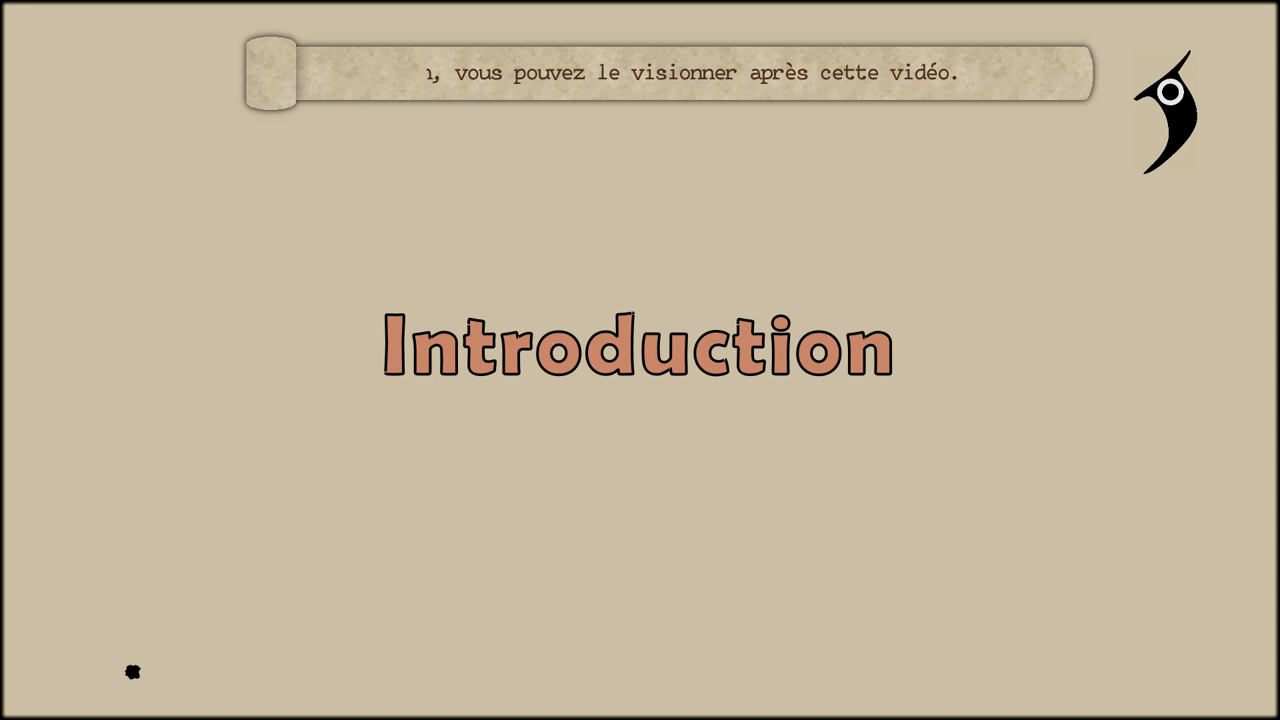 , vous pouvez le visionner après cette vidéo.
Introduction